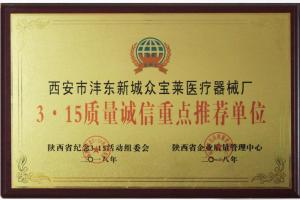 西安市沣东新城众宝莱医疗器械厂
3·15质量诚信重点推荐单位
陕西省纪念3·15活动组委会 陕西省企业质量管理中心
二〇一八年 二〇一八年